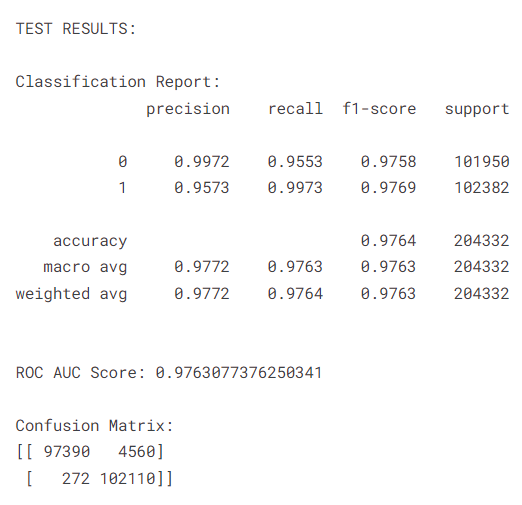 TEST RESULTS:
Classification Report:
precision recall f1-score support
0 0.9972 0.9553 0.9758 101950
1 0.9573 0.9973 0.9769 102382
accuracy 0.9764 204332
macro avg 0.9772 0.9763 0.9763 204332
weighted avg 0.9772 0.9764 0.9763 204332
ROC AUC Score: 0.9763077376250341
Confusion Matrix:
[[ 97390 4560]
[ 272 102110]]